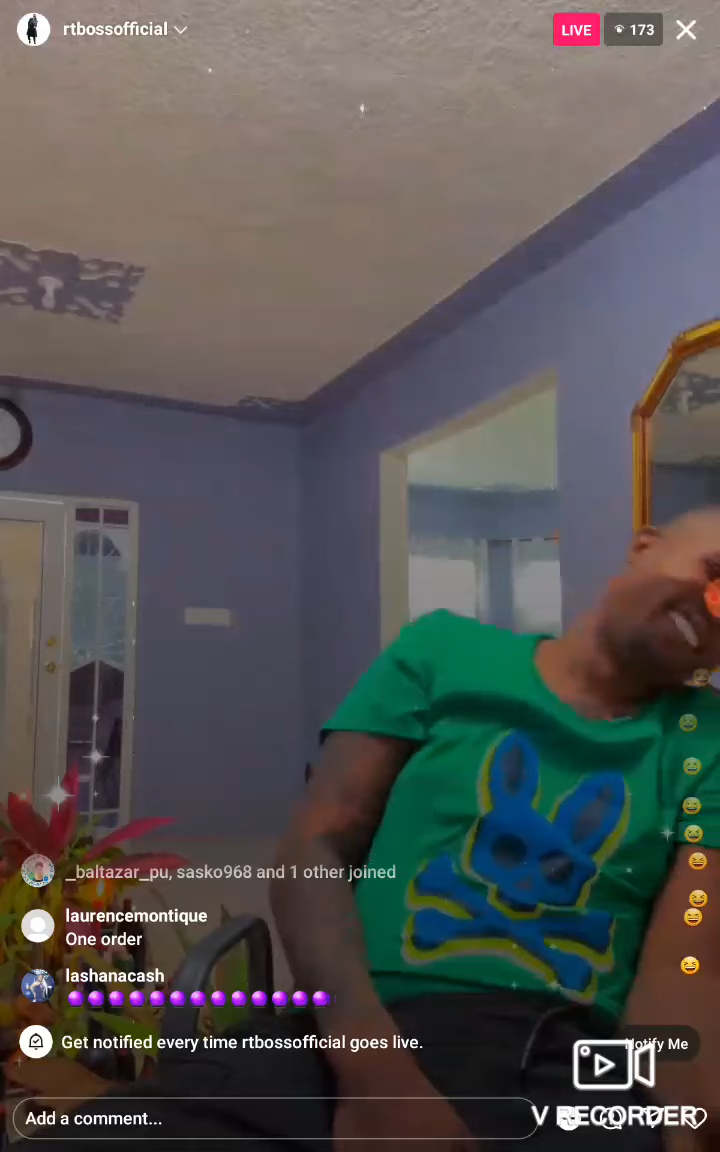 rtbossofficial
LIVE
173
_baltazar_pu, sasko968 and 1 other joined
laurencemontique
One order
lashanacash
Get notified every time rtbossofficial goes live.
Notify Me
Add a comment...
V RECORDER